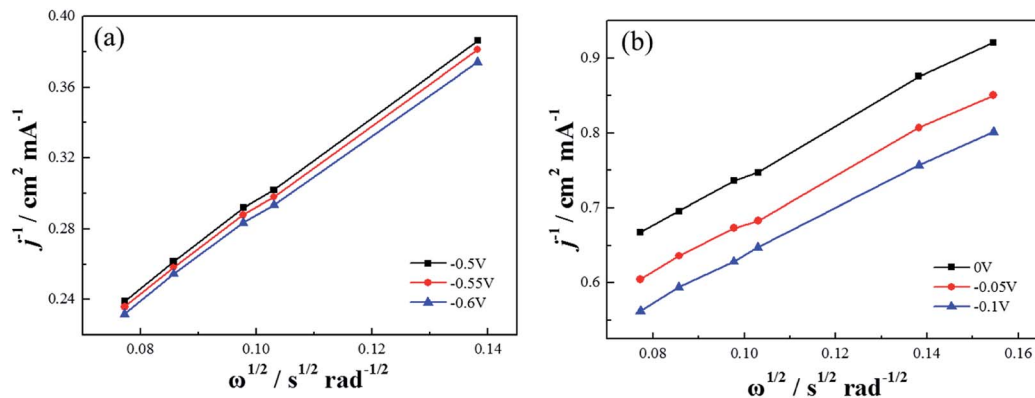 (a)
0.40
0.36
0.32
0.28
0.24
j⁻¹ / cm² mA⁻¹
-0.5V
-0.55V
-0.6V
0.08
0.10
0.12
0.14
ω^1/2 / s^1/2 rad^-1/2
(b)
0.9
0.8
0.7
0.6
j⁻¹ / cm² mA⁻¹
0V
-0.05V
-0.1V
0.08
0.10
0.12
0.14
0.16
ω^1/2 / s^1/2 rad^-1/2